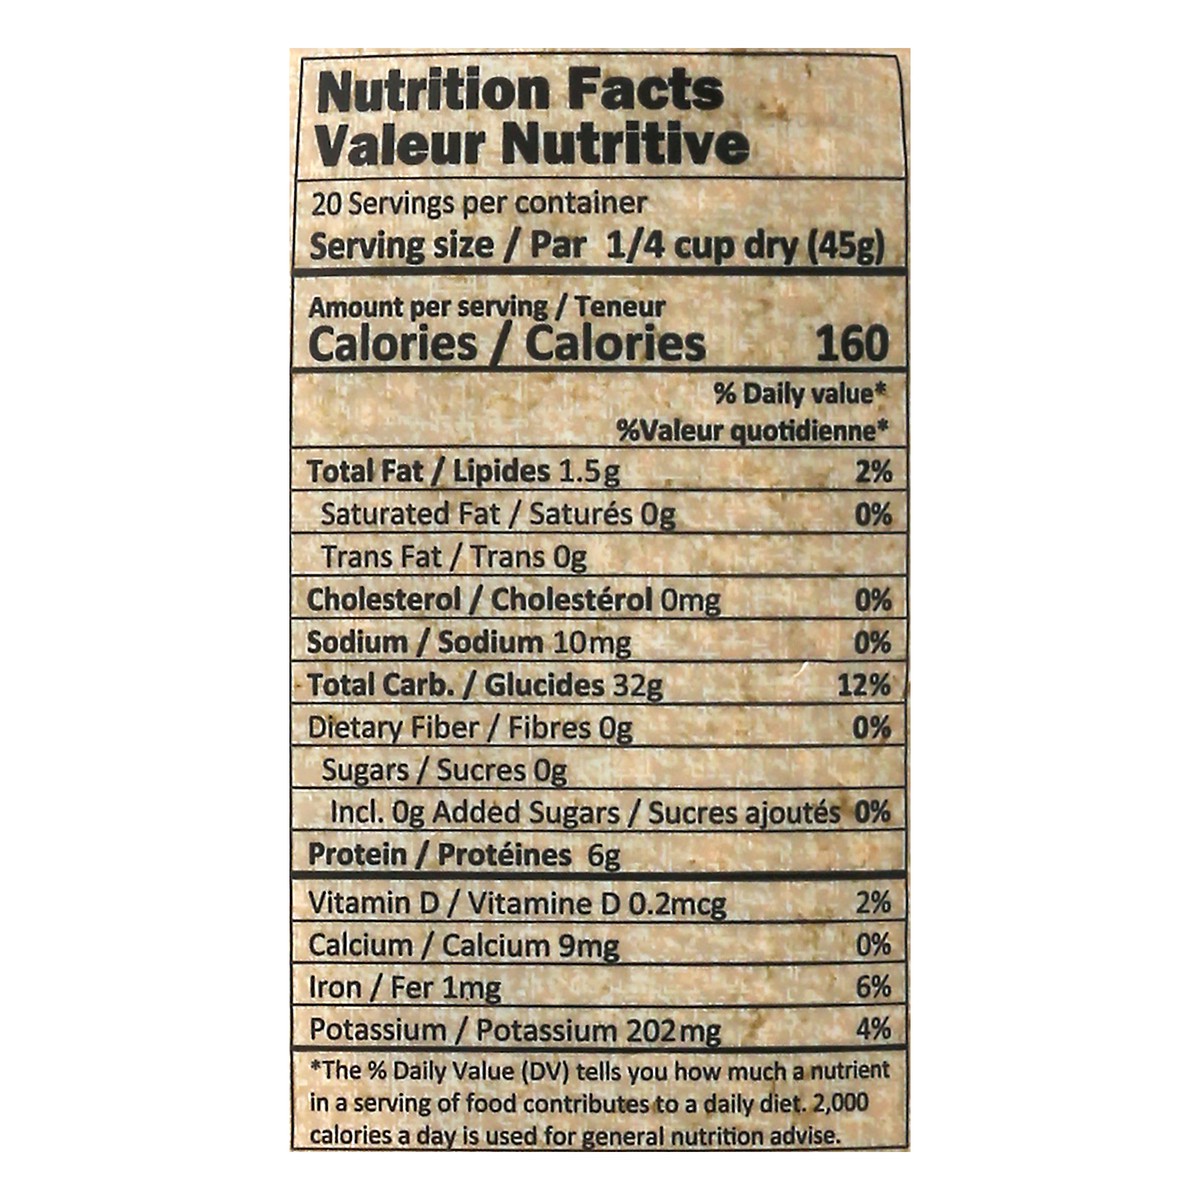 Nutrition Facts
Valeur Nutritive
20 Servings per container
Serving size / Par 1/4 cup dry (45g)
Amount per serving / Teneur
Calories / Calories 160
% Daily value*
%Valeur quotidienne*
Total Fat / Lipides 1.5g 2%
Saturated Fat / Saturés 0g 0%
Trans Fat / Trans 0g
Cholesterol / Cholestérol 0mg 0%
Sodium / Sodium 10mg 0%
Total Carb. / Glucides 32g 12%
Dietary Fiber / Fibres 0g 0%
Sugars / Sucres 0g
Incl. 0g Added Sugars / Sucres ajoutés 0%
Protein / Protéines 6g
Vitamin D / Vitamine D 0.2mcg 2%
Calcium / Calcium 9mg 0%
Iron / Fer 1mg 6%
Potassium / Potassium 202mg 4%
*The % Daily Value (DV) tells you how much a nutrient
in a serving of food contributes to a daily diet. 2,000
calories a day is used for general nutrition advise.